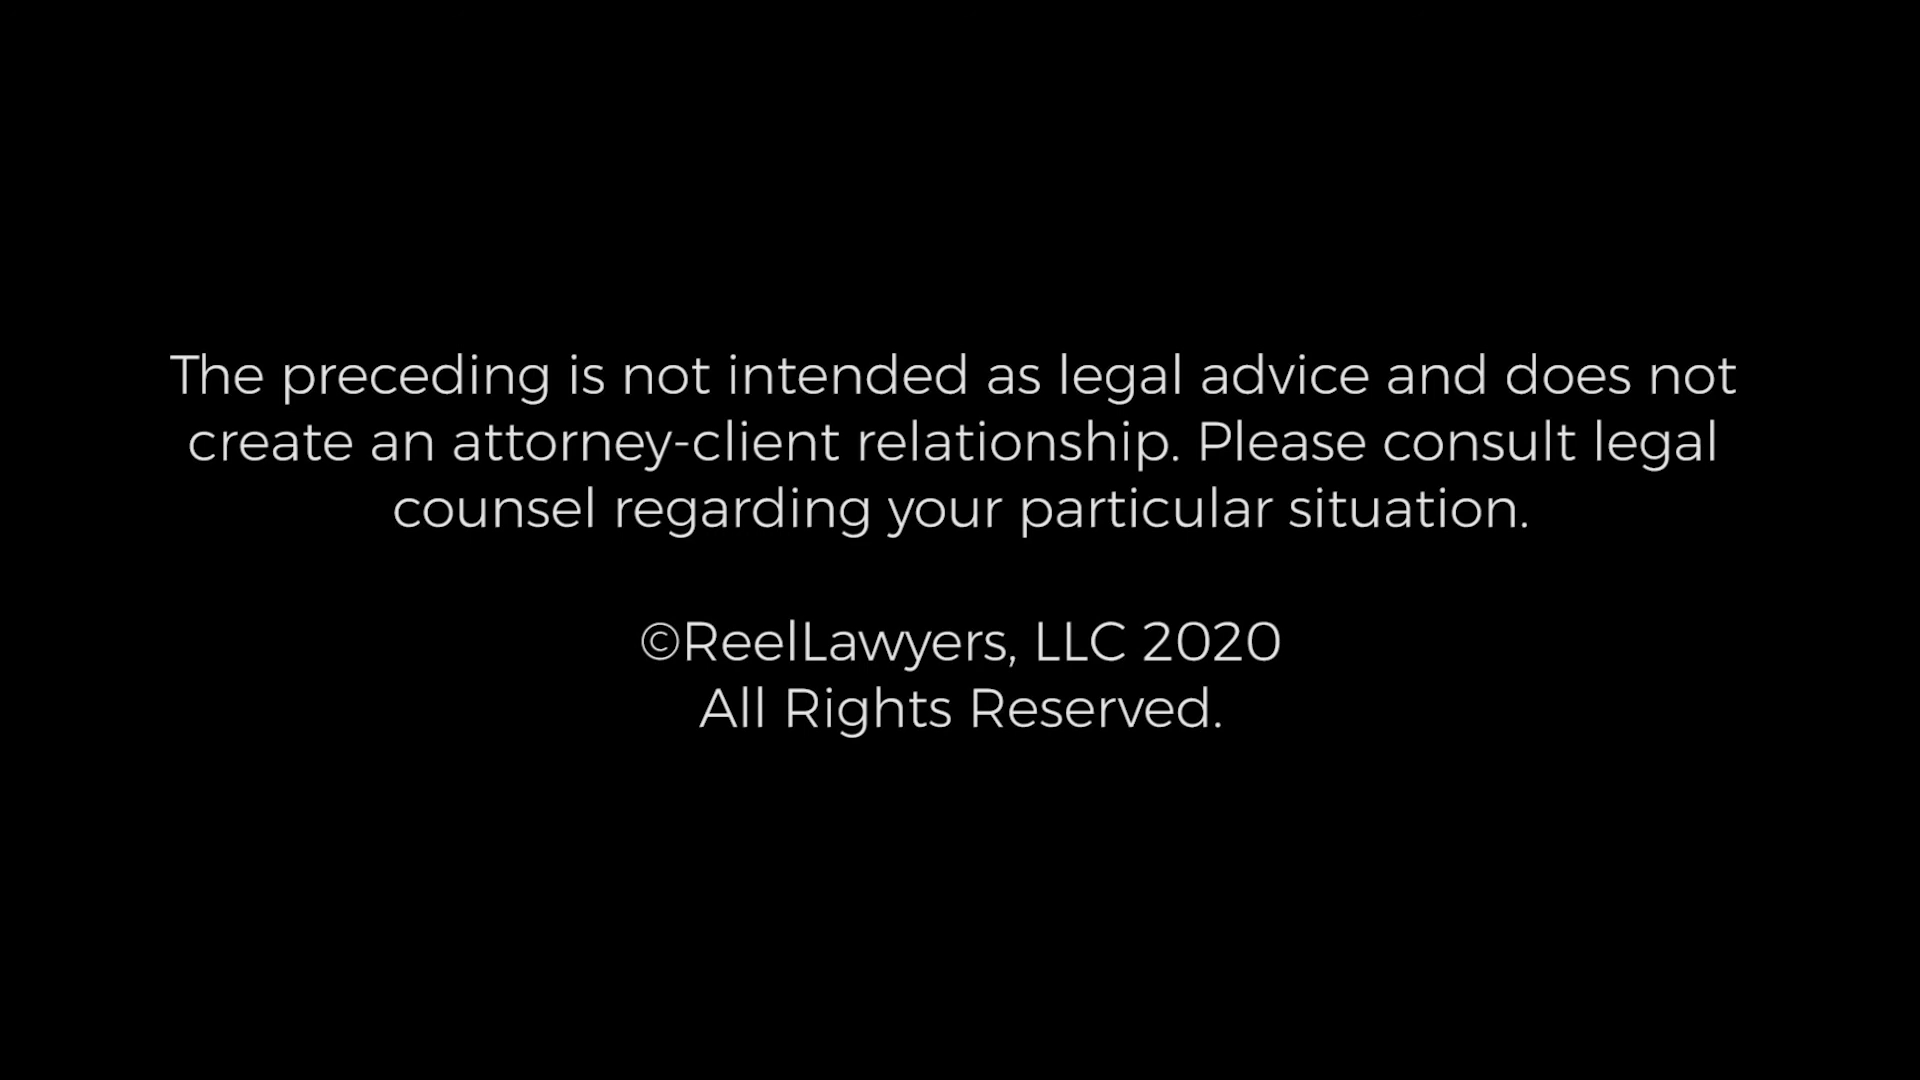 The preceding is not intended as legal advice and does not
create an attorney-client relationship. Please consult legal
counsel regarding your particular situation.
©ReelLawyers, LLC 2020
All Rights Reserved.